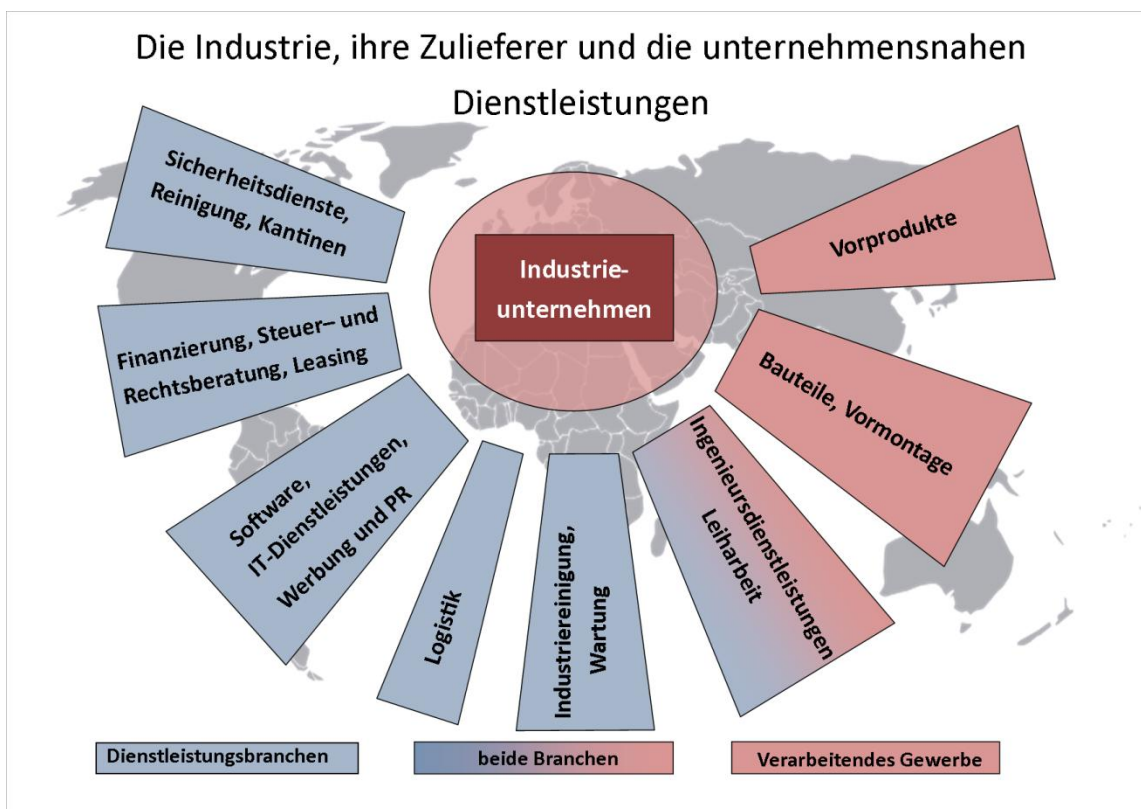 Die Industrie, ihre Zulieferer und die unternehmensnahen
Dienstleistungen
Sicherheitsdienste,
Reinigung, Kantinen
Finanzierung, Steuer– und
Rechtsberatung, Leasing
Software,
IT-Dienstleistungen,
Werbung und PR
Logistik
Industriereinigung,
Wartung
Ingenieursdienstleistungen
Leiharbeit
Bauteile, Vormontage
Vorprodukte
Industrie-
unternehmen
Dienstleistungsbranchen
beide Branchen
Verarbeitendes Gewerbe